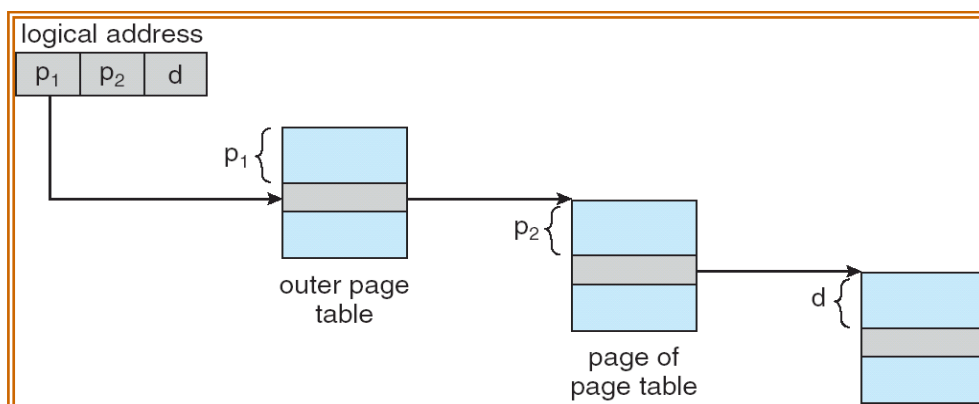 logical address
p₁ p₂ d
p₁
outer page
table
p₂
page of
page table
d